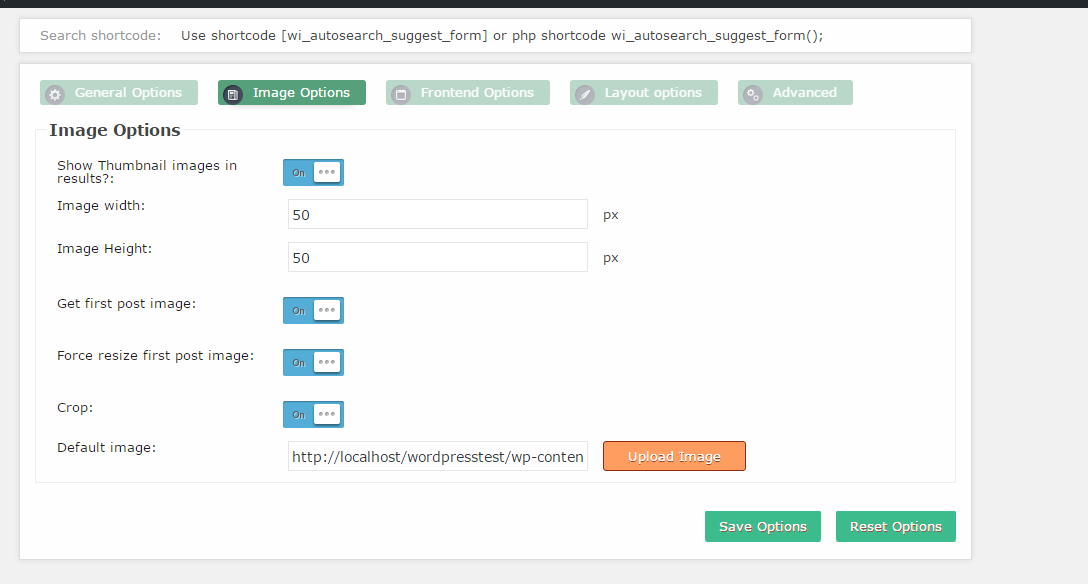 Search shortcode: Use shortcode [wi_autosearch_suggest_form] or php shortcode wi_autosearch_suggest_form();
General Options Image Options Frontend Options Layout options Advanced
Image Options
Show Thumbnail images in
results?:
On
Image width:
50 px
Image Height:
50 px
Get first post image: On
Force resize first post image: On
Crop: On
Default image:
http://localhost/wordpresstest/wp-conten Upload Image
Save Options Reset Options